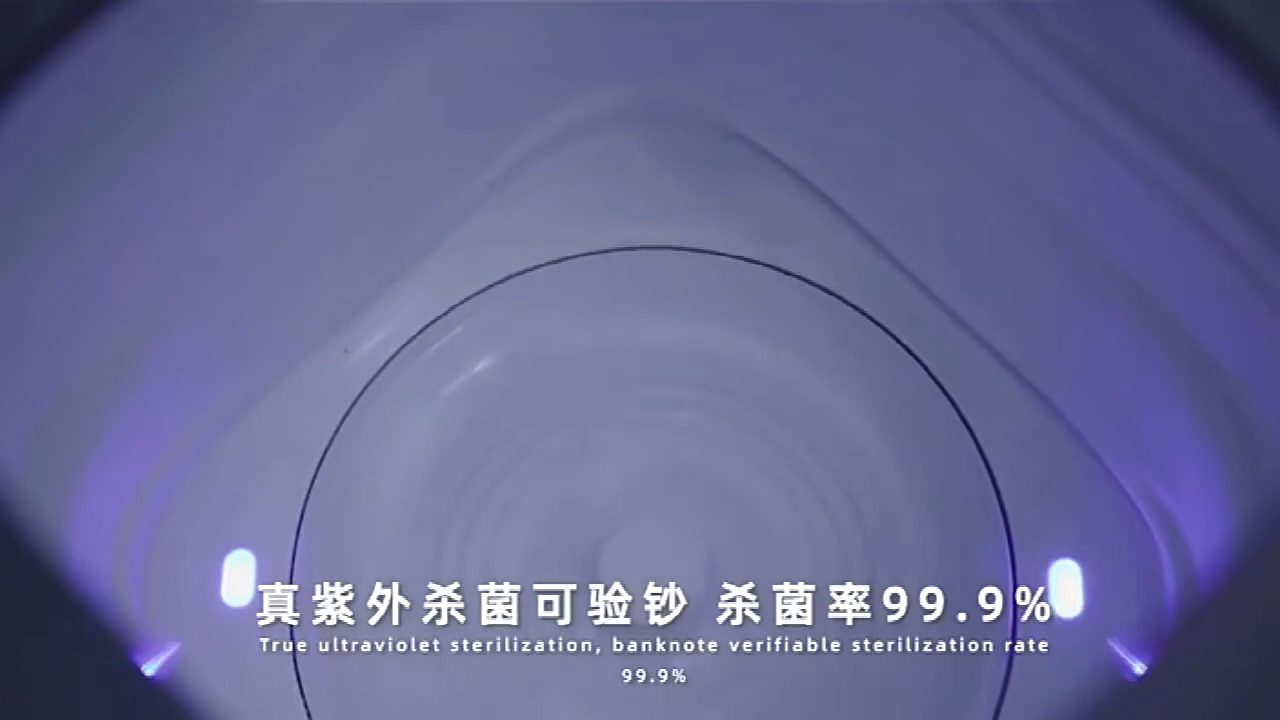 真紫外杀菌可验钞 杀菌率99.9%
True ultraviolet sterilization, banknote verifiable sterilization rate
99.9%